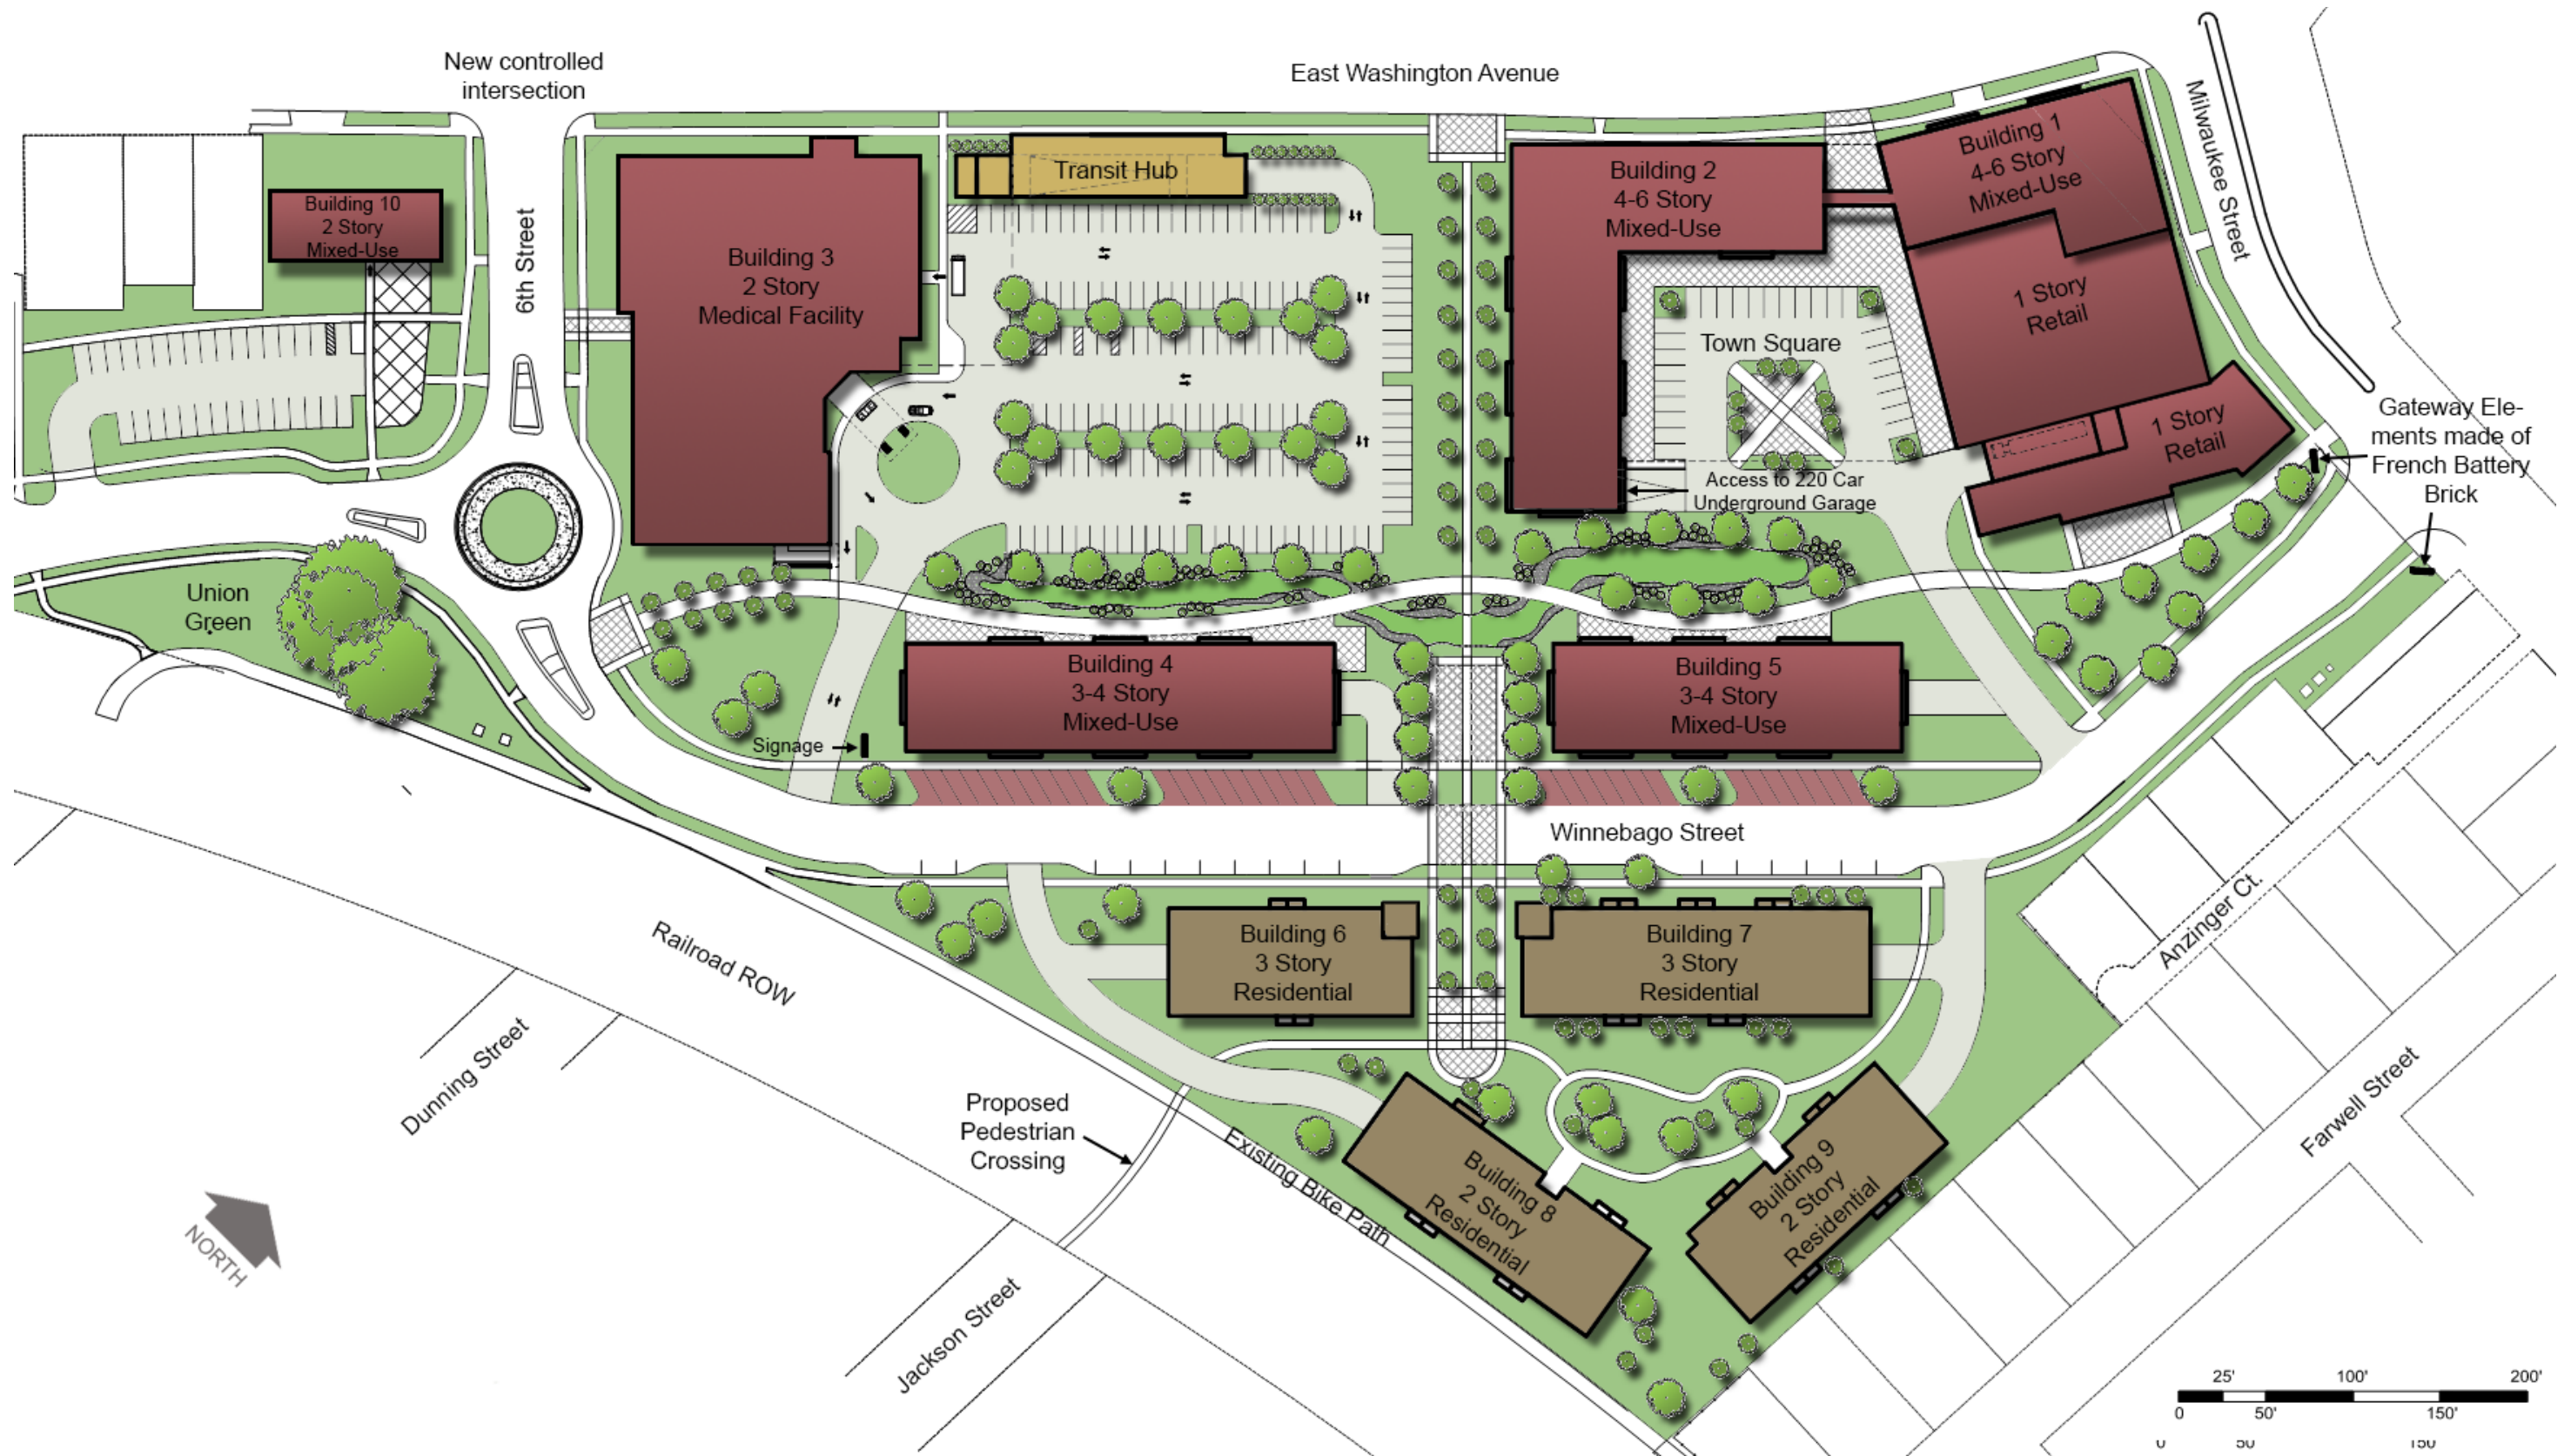 New controlled
intersection
East Washington Avenue
Milwaukee Street
6th Street
Building 10
2 Story
Mixed-Use
Building 3
2 Story
Medical Facility
Transit Hub
Building 2
4-6 Story
Mixed-Use
Building 1
4-6 Story
Mixed-Use
1 Story
Retail
1 Story
Retail
Town Square
Access to 220 Car
Underground Garage
Gateway Ele-
ments made of
French Battery
Brick
Union
Green
Building 4
3-4 Story
Mixed-Use
Building 5
3-4 Story
Mixed-Use
Signage
Winnebago Street
Building 6
3 Story
Residential
Building 7
3 Story
Residential
Anzinger Ct.
Railroad ROW
Dunning Street
Proposed
Pedestrian
Crossing
Existing Bike Path
Building 8
2 Story
Residential
Building 9
2 Story
Residential
Farwell Street
Jackson Street
NORTH
25'
100'
200'
0
50'
150'